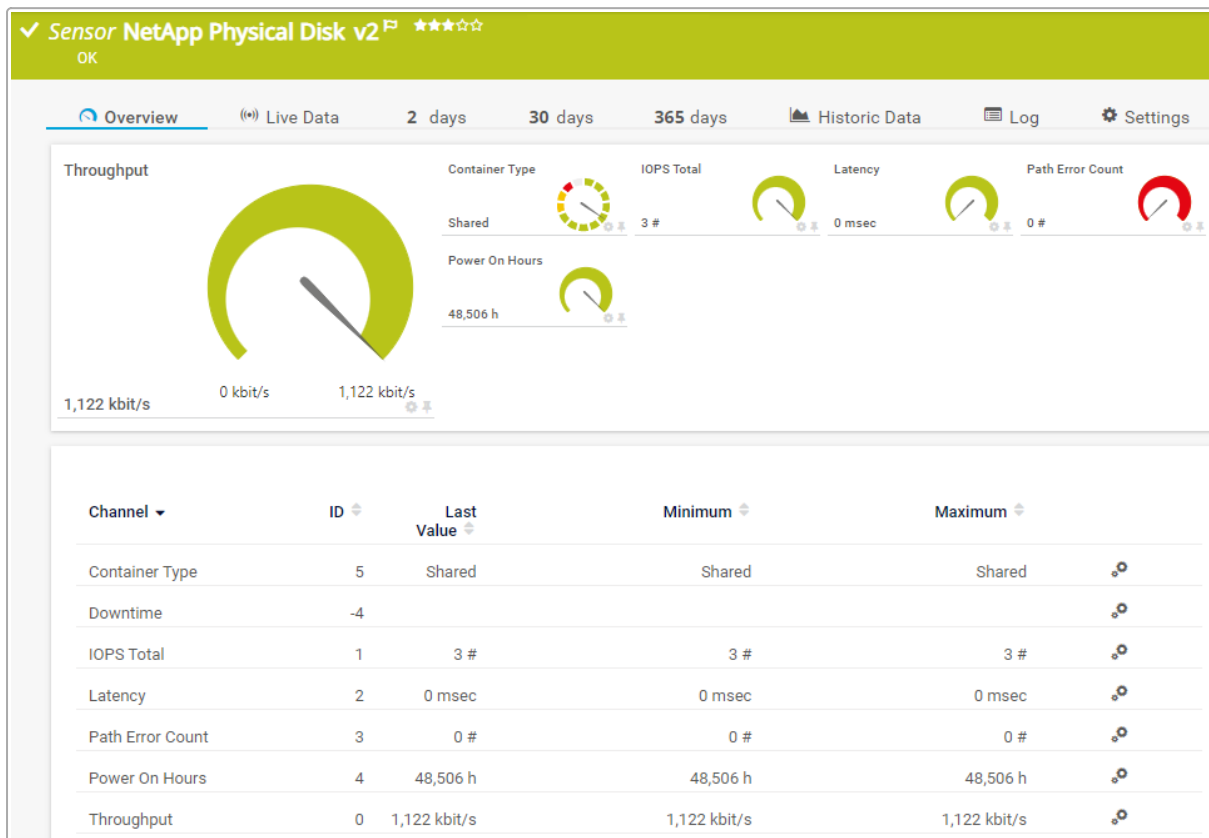 Sensor NetApp Physical Disk v2
OK
Overview Live Data 2 days 30 days 365 days Historic Data Log Settings
Throughput
1,122 kbit/s
0 kbit/s 1,122 kbit/s
Container Type
Shared
IOPS Total
3 #
Latency
0 msec
Path Error Count
0 #
Power On Hours
48,506 h
Channel ID Last Value Minimum Maximum
Container Type 5 Shared Shared Shared
Downtime -4
IOPS Total 1 3 # 3 # 3 #
Latency 2 0 msec 0 msec 0 msec
Path Error Count 3 0 # 0 # 0 #
Power On Hours 4 48,506 h 48,506 h 48,506 h
Throughput 0 1,122 kbit/s 1,122 kbit/s 1,122 kbit/s